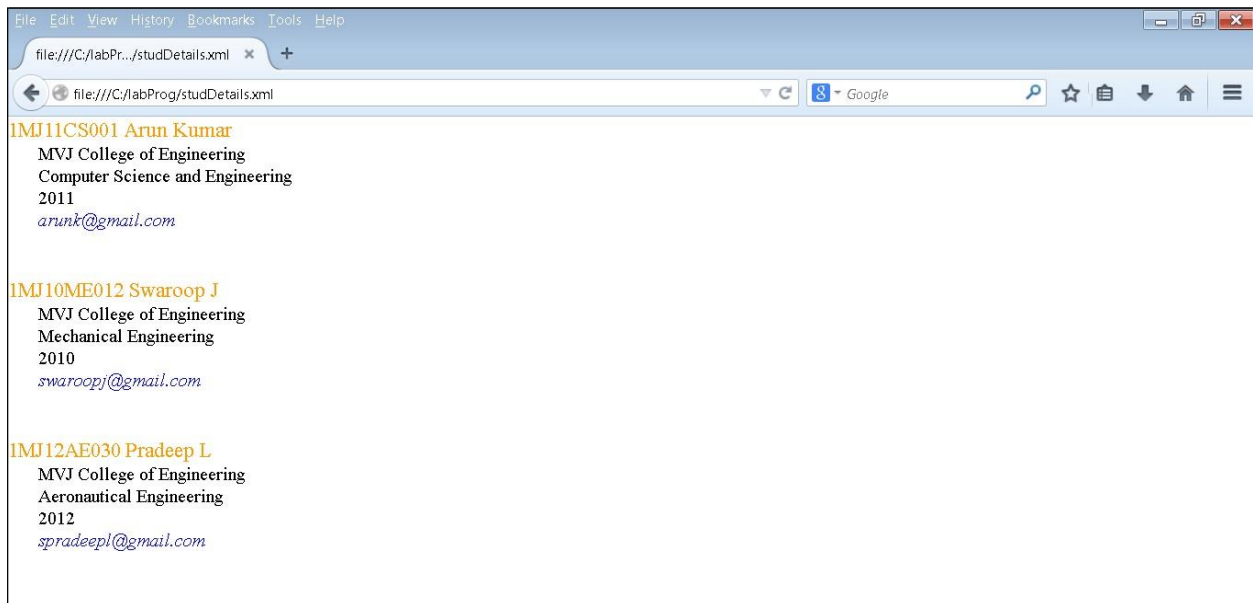 File Edit View History Bookmarks Tools Help
file:///C:/labPr.../studDetails.xml
file:///C:/labProg/studDetails.xml
8 Google
1MJ11CS001 Arun Kumar
MVJ College of Engineering
Computer Science and Engineering
2011
arunk@gmail.com
1MJ10ME012 Swaroop J
MVJ College of Engineering
Mechanical Engineering
2010
swaroopj@gmail.com
1MJ12AE030 Pradeep L
MVJ College of Engineering
Aeronautical Engineering
2012
spradeepl@gmail.com